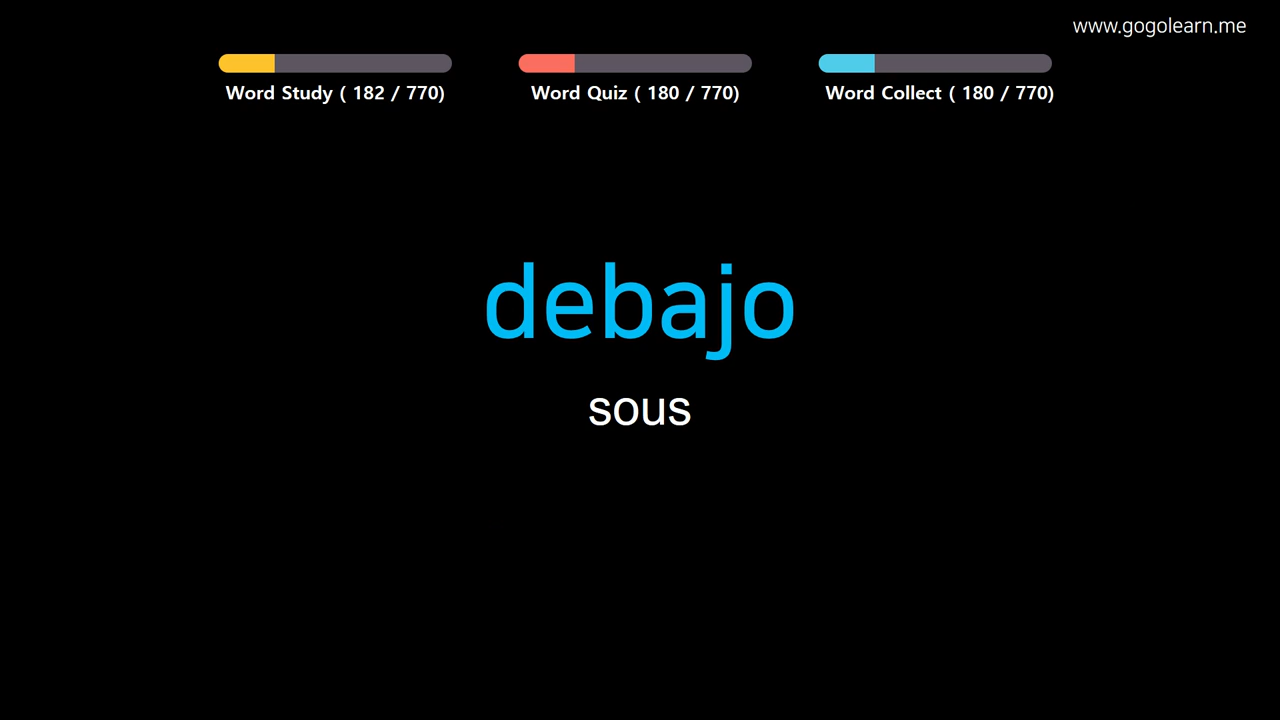 www.gogolearn.me
Word Study ( 182 / 770)
Word Quiz ( 180 / 770)
Word Collect ( 180 / 770)
debajo
sous